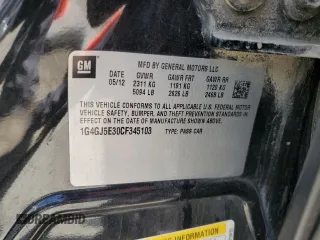 GM
MFD BY GENERAL MOTORS LLC
DATE GVWR GAWR FRT GAWR RR
05/12 2311 KG 1191 KG 1120 KG
5094 LB 2626 LB 2468 LB
THIS VEHICLE CONFORMS TO ALL APPLICABLE U.S. FEDERAL
MOTOR VEHICLE SAFETY, BUMPER, AND THEFT PREVENTION
STANDARDS IN EFFECT ON THE DATE OF MANUFACTURE
SHOWN ABOVE.
1G4GJ5E30CF345103 TYPE: PASS CAR
DREAMBID